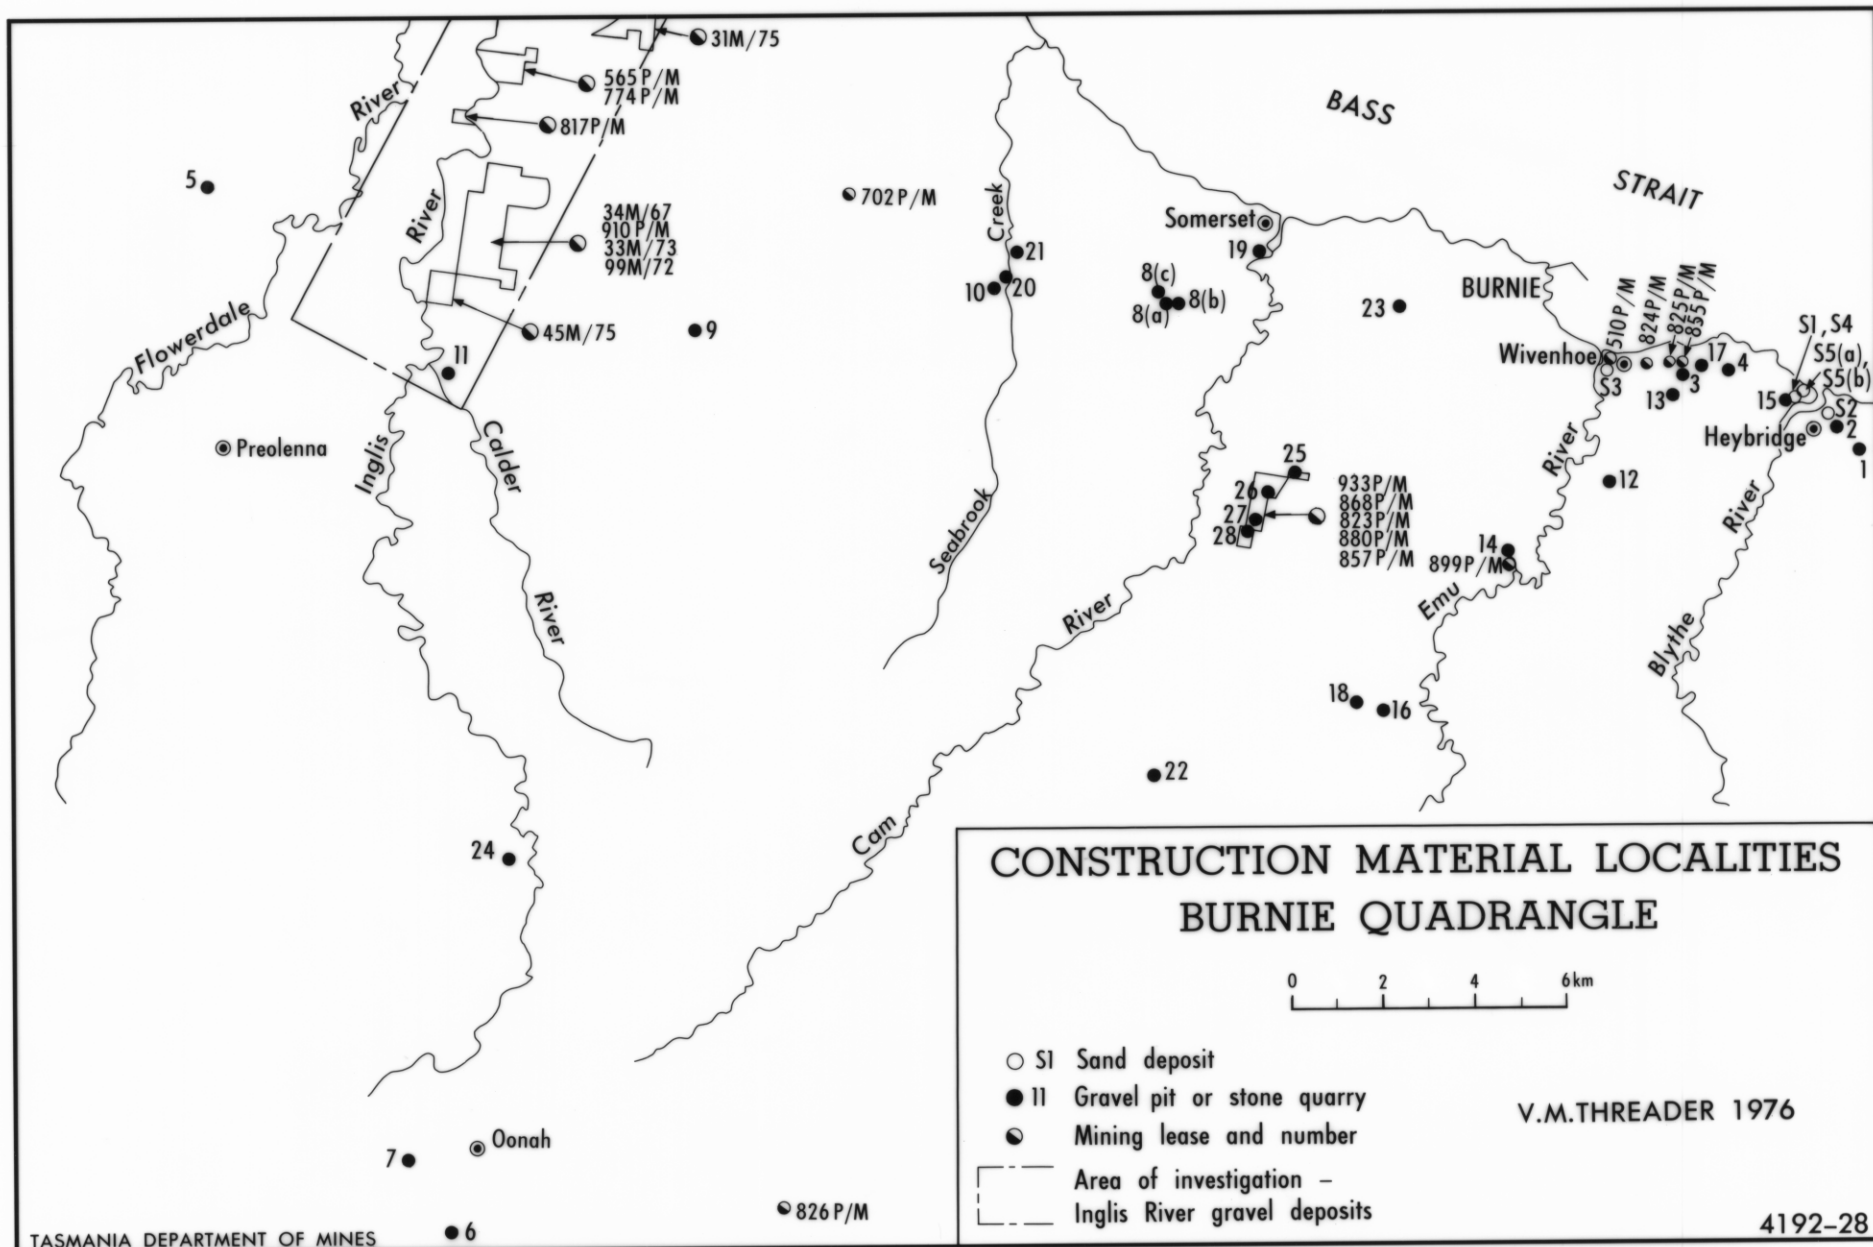 31M/75
565P/M
774P/M
817P/M
River
5
River
34M/67
910P/M
33M/73
99M/72
45M/75
Flowerdale
11
9
Preolenna
Inglis
Calder
River
24
7
Oonah
6
826P/M
702P/M
Creek
21
20
10
Seabrook
BASS
STRAIT
Somerset
19
8(c)
8(a)
8(b)
23
BURNIE
Wivenhoe
510P/M
824P/M
825P/M
855P/M
17
4
3
13
S3
S1, S4
S5(a),
S5(b)
15
S2
2
1
Heybridge
River
12
River
25
26
27
28
933P/M
868P/M
823P/M
880P/M
857P/M
14
899P/M
Emu
River
Blythe
18
16
22
Cam
CONSTRUCTION MATERIAL LOCALITIES
BURNIE QUADRANGLE
0 2 4 6km
S1 Sand deposit
11 Gravel pit or stone quarry
Mining lease and number
Area of investigation –
Inglis River gravel deposits
V.M.THREADER 1976
TASMANIA DEPARTMENT OF MINES
4192–28